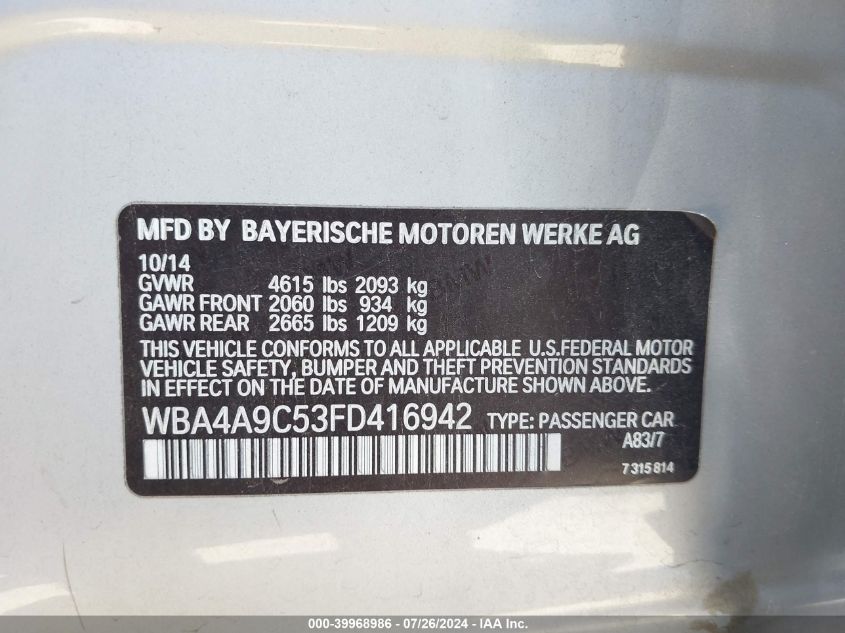 MFD BY BAYERISCHE MOTOREN WERKE AG
10/14
GVWR 4615 lbs 2093 kg
GAWR FRONT 2060 lbs 934 kg
GAWR REAR 2665 lbs 1209 kg
THIS VEHICLE CONFORMS TO ALL APPLICABLE U.S.FEDERAL MOTOR
VEHICLE SAFETY, BUMPER AND THEFT PREVENTION STANDARDS
IN EFFECT ON THE DATE OF MANUFACTURE SHOWN ABOVE.
WBA4A9C53FD416942 TYPE: PASSENGER CAR
A83/7
7 315 814
000-39968986 - 07/26/2024 - IAA Inc.